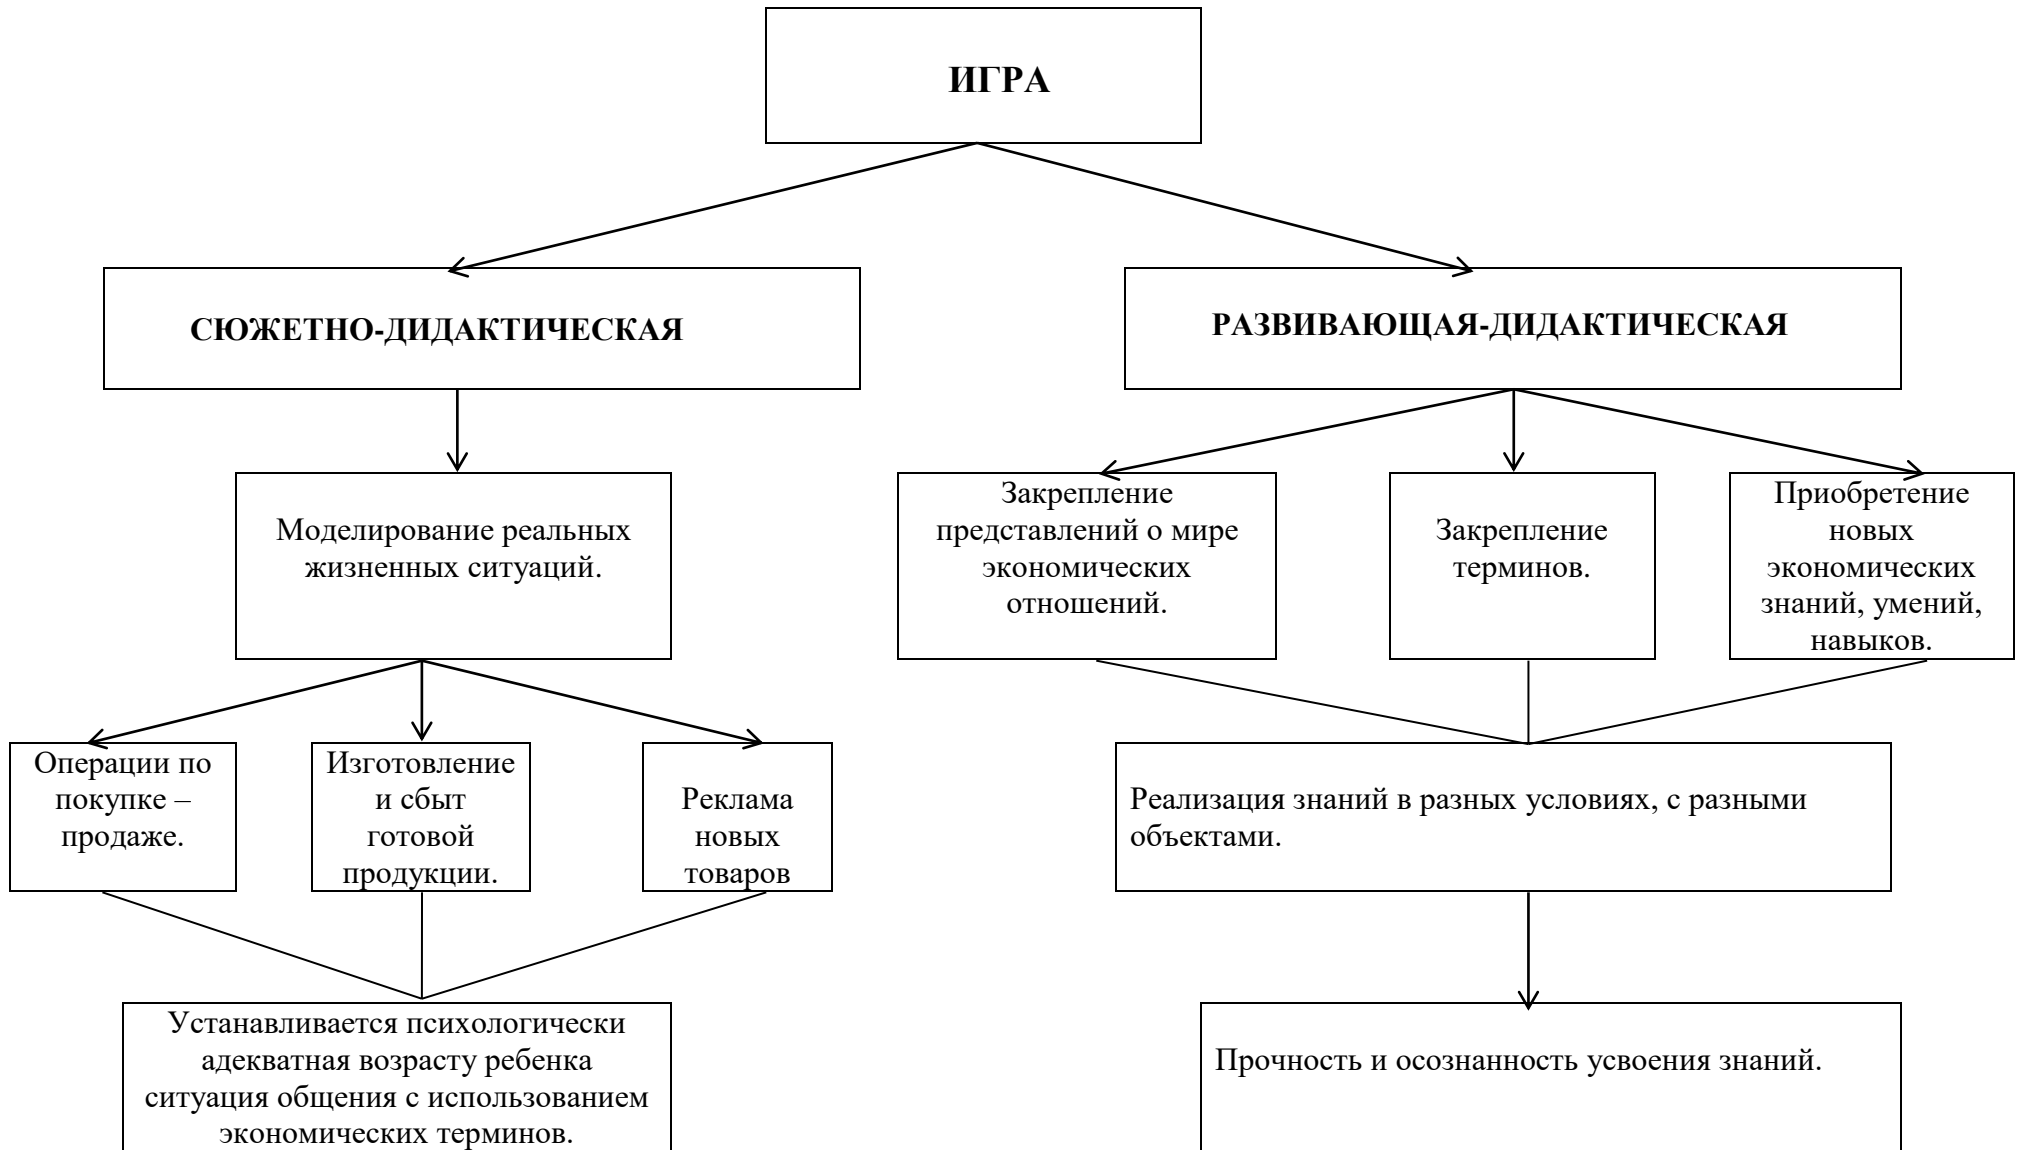 ИГРА
СЮЖЕТНО-ДИДАКТИЧЕСКАЯ
РАЗВИВАЮЩАЯ-ДИДАКТИЧЕСКАЯ
Моделирование реальных
жизненных ситуаций.
Закрепление
представлений о мире
экономических
отношений.
Закрепление
терминов.
Приобретение
новых
экономических
знаний, умений,
навыков.
Операции по
покупке –
продаже.
Изготовление
и сбыт
готовой
продукции.
Реклама
новых
товаров
Реализация знаний в разных условиях, с разными
объектами.
Устанавливается психологически
адекватная возрасту ребенка
ситуация общения с использованием
экономических терминов.
Прочность и осознанность усвоения знаний.